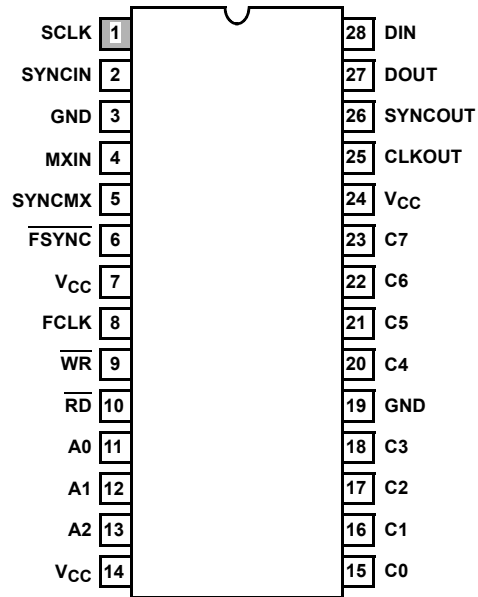 SCLK 1 28 DIN
SYNCIN 2 27 DOUT
GND 3 26 SYNCOUT
MXIN 4 25 CLKOUT
SYNCMX 5 24 VCC
FSYNC 6 23 C7
VCC 7 22 C6
FCLK 8 21 C5
WR 9 20 C4
RD 10 19 GND
A0 11 18 C3
A1 12 17 C2
A2 13 16 C1
VCC 14 15 C0